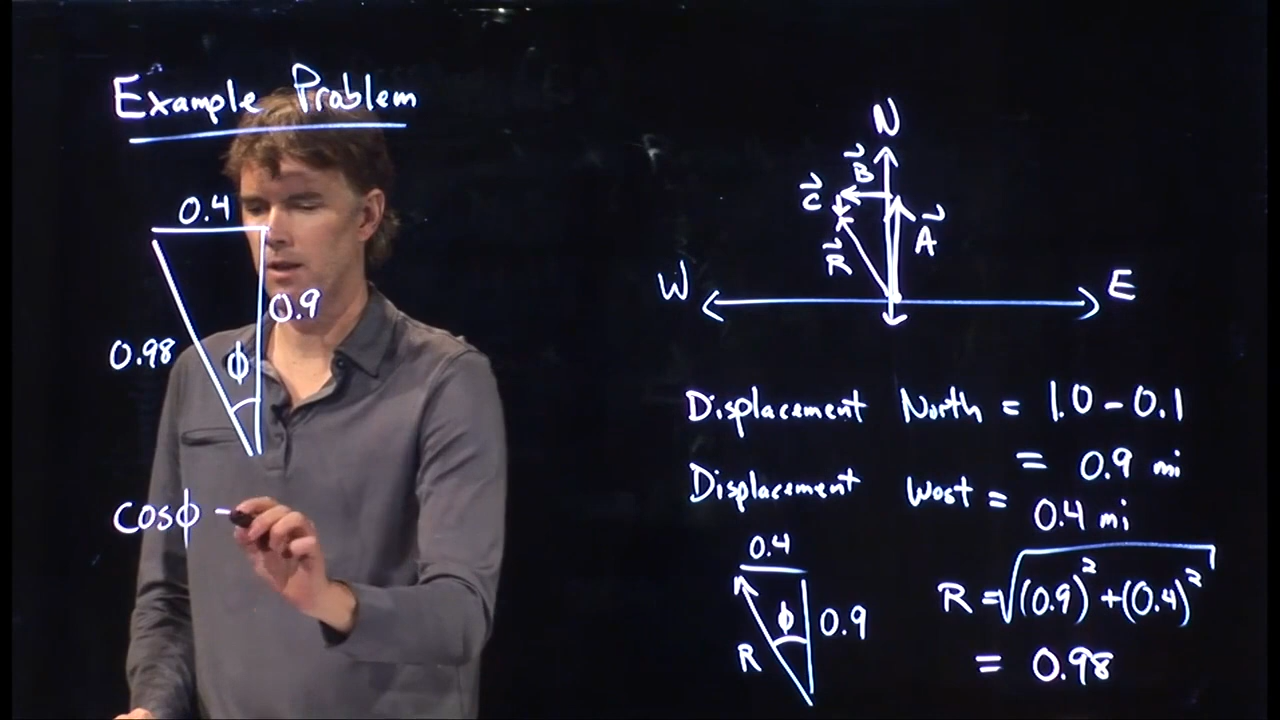 Example Problem
0.4
0.9
0.98
ϕ
cosϕ -
N
B⃗
C⃗
A⃗
R⃗
W
E
Displacement North = 1.0 - 0.1
= 0.9 mi
Displacement West = 0.4 mi
0.4
ϕ
0.9
R
R = √(0.9)² + (0.4)²
= 0.98